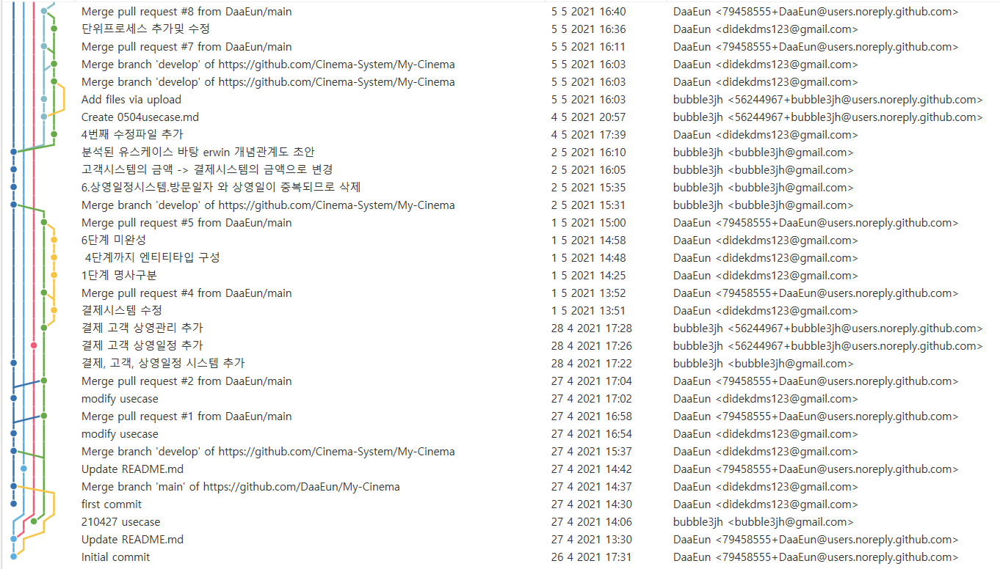 Merge pull request #8 from DaaEun/main 5 5 2021 16:40 DaaEun <79458555+DaaEun@users.noreply.github.com>
단위프로세스 추가및 수정 5 5 2021 16:36 DaaEun <didekdms123@gmail.com>
Merge pull request #7 from DaaEun/main 5 5 2021 16:11 DaaEun <79458555+DaaEun@users.noreply.github.com>
Merge branch 'develop' of https://github.com/Cinema-System/My-Cinema 5 5 2021 16:03 DaaEun <didekdms123@gmail.com>
Merge branch 'develop' of https://github.com/Cinema-System/My-Cinema 5 5 2021 16:03 DaaEun <didekdms123@gmail.com>
Add files via upload 5 5 2021 16:03 bubble3jh <56244967+bubble3jh@users.noreply.github.com>
Create 0504usecase.md 4 5 2021 20:57 bubble3jh <56244967+bubble3jh@users.noreply.github.com>
4번째 수정파일 추가 4 5 2021 17:39 DaaEun <didekdms123@gmail.com>
분석된 유스케이스 바탕 erwin 개념관계도 초안 2 5 2021 16:10 bubble3jh <bubble3jh@gmail.com>
고객시스템의 금액 -> 결제시스템의 금액으로 변경 2 5 2021 16:05 bubble3jh <bubble3jh@gmail.com>
6.상영일정시스템.방문일자 와 상영일이 중복되므로 삭제 2 5 2021 15:35 bubble3jh <bubble3jh@gmail.com>
Merge branch 'develop' of https://github.com/Cinema-System/My-Cinema 2 5 2021 15:31 bubble3jh <bubble3jh@gmail.com>
Merge pull request #5 from DaaEun/main 1 5 2021 15:00 DaaEun <79458555+DaaEun@users.noreply.github.com>
6단계 미완성 1 5 2021 14:58 DaaEun <didekdms123@gmail.com>
4단계까지 엔티티타입 구성 1 5 2021 14:48 DaaEun <didekdms123@gmail.com>
1단계 명사구분 1 5 2021 14:25 DaaEun <didekdms123@gmail.com>
Merge pull request #4 from DaaEun/main 1 5 2021 13:52 DaaEun <79458555+DaaEun@users.noreply.github.com>
결제시스템 수정 1 5 2021 13:51 DaaEun <didekdms123@gmail.com>
결제 고객 상영관리 추가 28 4 2021 17:28 bubble3jh <56244967+bubble3jh@users.noreply.github.com>
결제 고객 상영일정 추가 28 4 2021 17:26 bubble3jh <56244967+bubble3jh@users.noreply.github.com>
결제, 고객, 상영일정 시스템 추가 28 4 2021 17:22 bubble3jh <bubble3jh@gmail.com>
Merge pull request #2 from DaaEun/main 27 4 2021 17:04 DaaEun <79458555+DaaEun@users.noreply.github.com>
modify usecase 27 4 2021 17:02 DaaEun <didekdms123@gmail.com>
Merge pull request #1 from DaaEun/main 27 4 2021 16:58 DaaEun <79458555+DaaEun@users.noreply.github.com>
modify usecase 27 4 2021 16:54 DaaEun <didekdms123@gmail.com>
Merge branch 'develop' of https://github.com/Cinema-System/My-Cinema 27 4 2021 15:37 DaaEun <didekdms123@gmail.com>
Update README.md 27 4 2021 14:42 DaaEun <79458555+DaaEun@users.noreply.github.com>
Merge branch 'main' of https://github.com/DaaEun/My-Cinema 27 4 2021 14:37 DaaEun <didekdms123@gmail.com>
first commit 27 4 2021 14:30 DaaEun <didekdms123@gmail.com>
210427 usecase 27 4 2021 14:06 bubble3jh <bubble3jh@gmail.com>
Update README.md 27 4 2021 13:30 DaaEun <79458555+DaaEun@users.noreply.github.com>
Initial commit 26 4 2021 17:31 DaaEun <79458555+DaaEun@users.noreply.github.com>